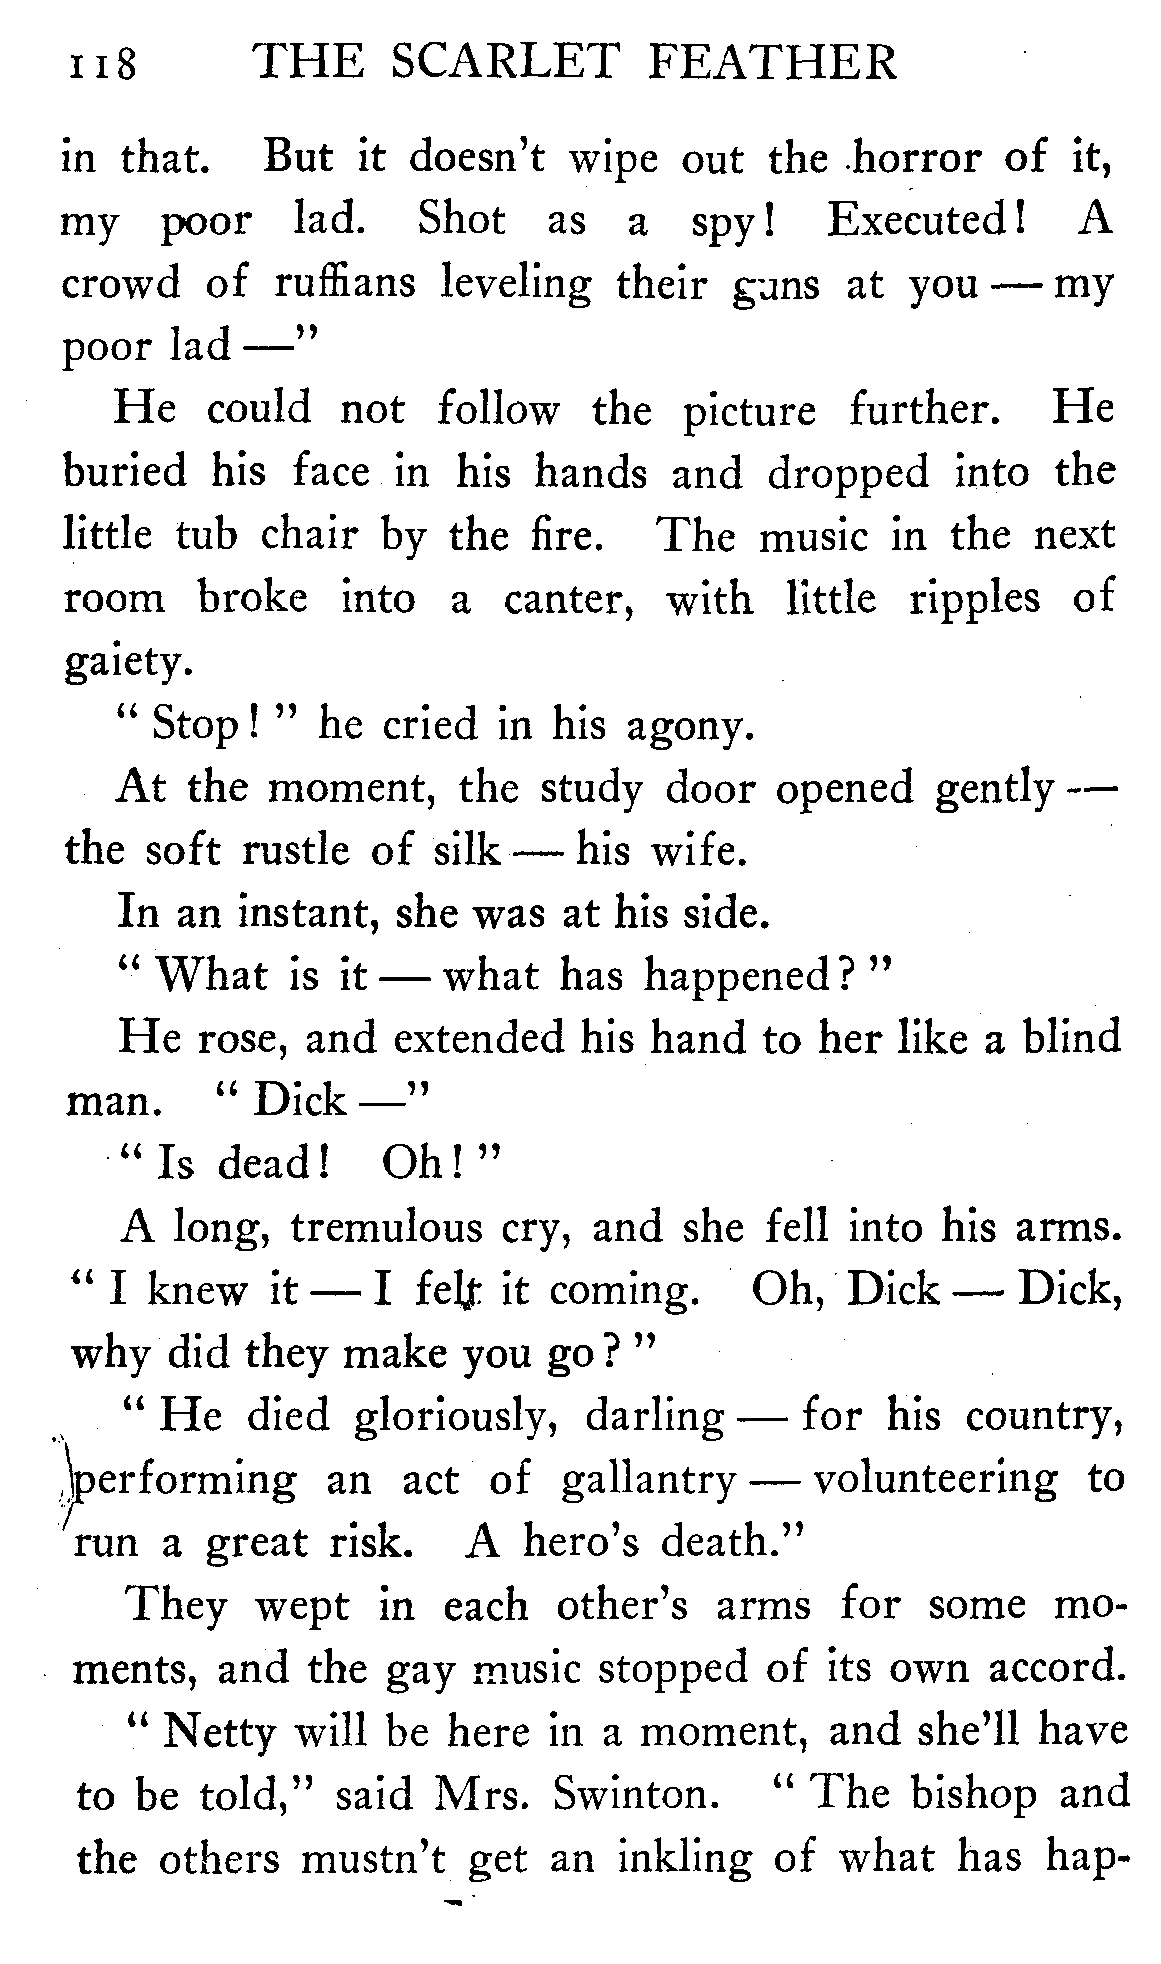 118 THE SCARLET FEATHER
in that. But it doesn't wipe out the horror of it,
my poor lad. Shot as a spy! Executed! A
crowd of ruffians leveling their guns at you — my
poor lad —"
He could not follow the picture further. He
buried his face in his hands and dropped into the
little tub chair by the fire. The music in the next
room broke into a canter, with little ripples of
gaiety.
" Stop! " he cried in his agony.
At the moment, the study door opened gently —
the soft rustle of silk — his wife.
In an instant, she was at his side.
" What is it — what has happened? "
He rose, and extended his hand to her like a blind
man. " Dick —"
" Is dead! Oh! "
A long, tremulous cry, and she fell into his arms.
" I knew it — I felt it coming. Oh, Dick — Dick,
why did they make you go? "
" He died gloriously, darling — for his country,
performing an act of gallantry — volunteering to
run a great risk. A hero's death."
They wept in each other's arms for some mo-
ments, and the gay music stopped of its own accord.
" Netty will be here in a moment, and she'll have
to be told," said Mrs. Swinton. " The bishop and
the others mustn't get an inkling of what has hap-